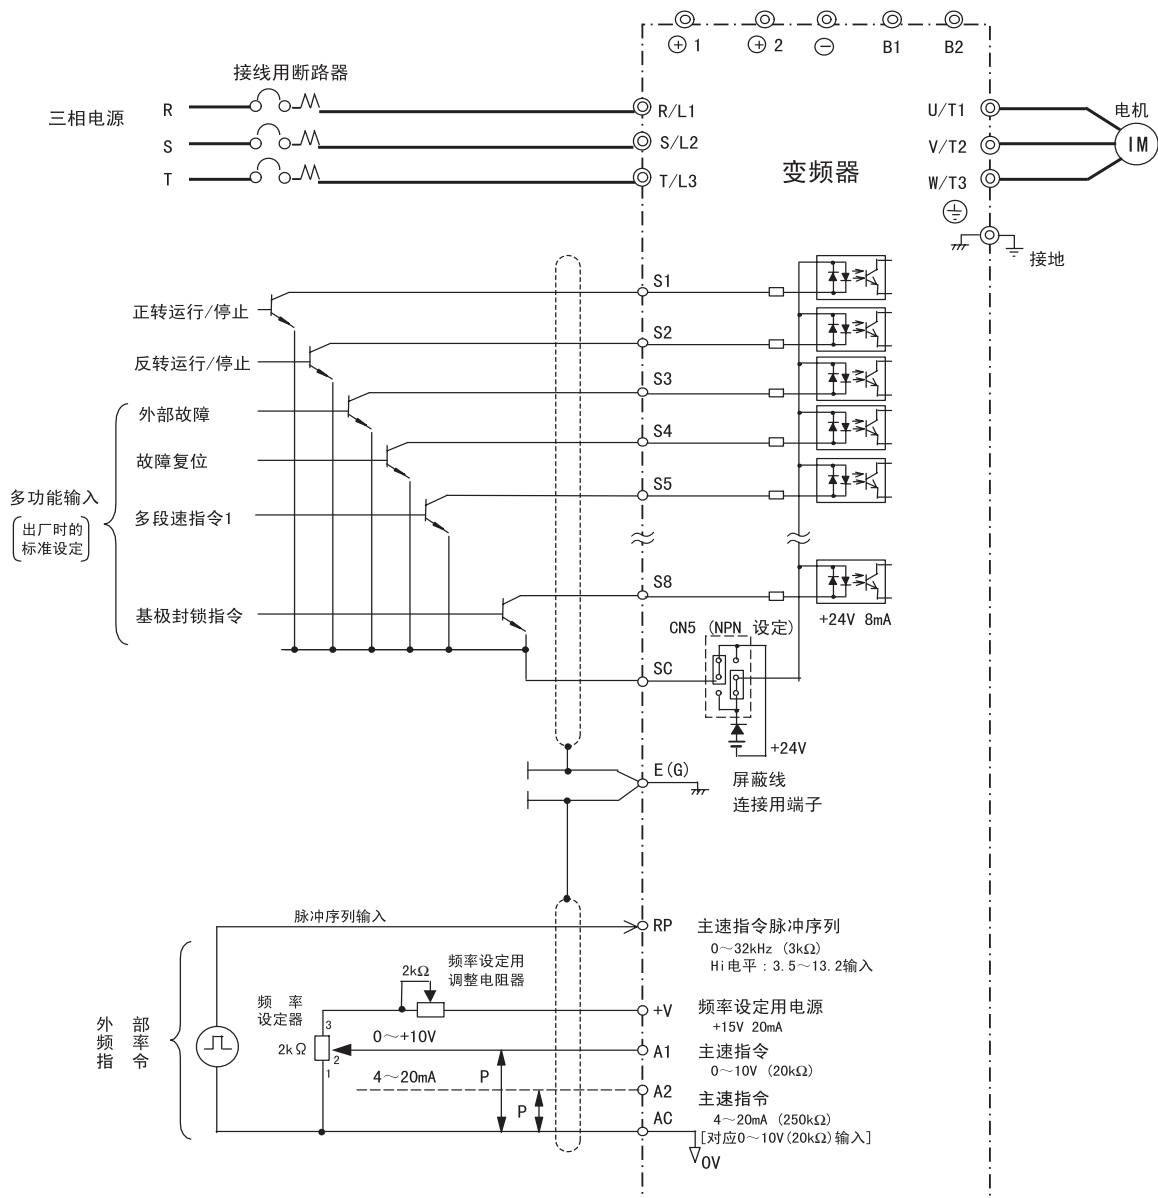 ⊕1
⊕2
⊖
B1
B2
接线用断路器
三相电源
R
S
T
R/L1
S/L2
T/L3
变频器
U/T1
V/T2
W/T3
电机
IM
接地
正转运行/停止
反转运行/停止
外部故障
故障复位
多段速指令1
基极封锁指令
多功能输入
出厂时的
标准设定
S1
S2
S3
S4
S5
S8
SC
+24V 8mA
CN5 (NPN 设定)
+24V
E(G)
屏蔽线
连接用端子
脉冲序列输入
RP
主速指令脉冲序列
0～32kHz (3kΩ)
Hi电平：3.5～13.2输入
频率设定用
调整电阻器
2kΩ
+V
频率设定用电源
+15V 20mA
频 率
设定器
3
2kΩ
2
1
0～+10V
A1
主速指令
0～10V (20kΩ)
外 部
频 率
指 令
4～20mA
P
P
A2
主速指令
4～20mA (250kΩ)
[对应0～10V(20kΩ)输入]
AC
0V